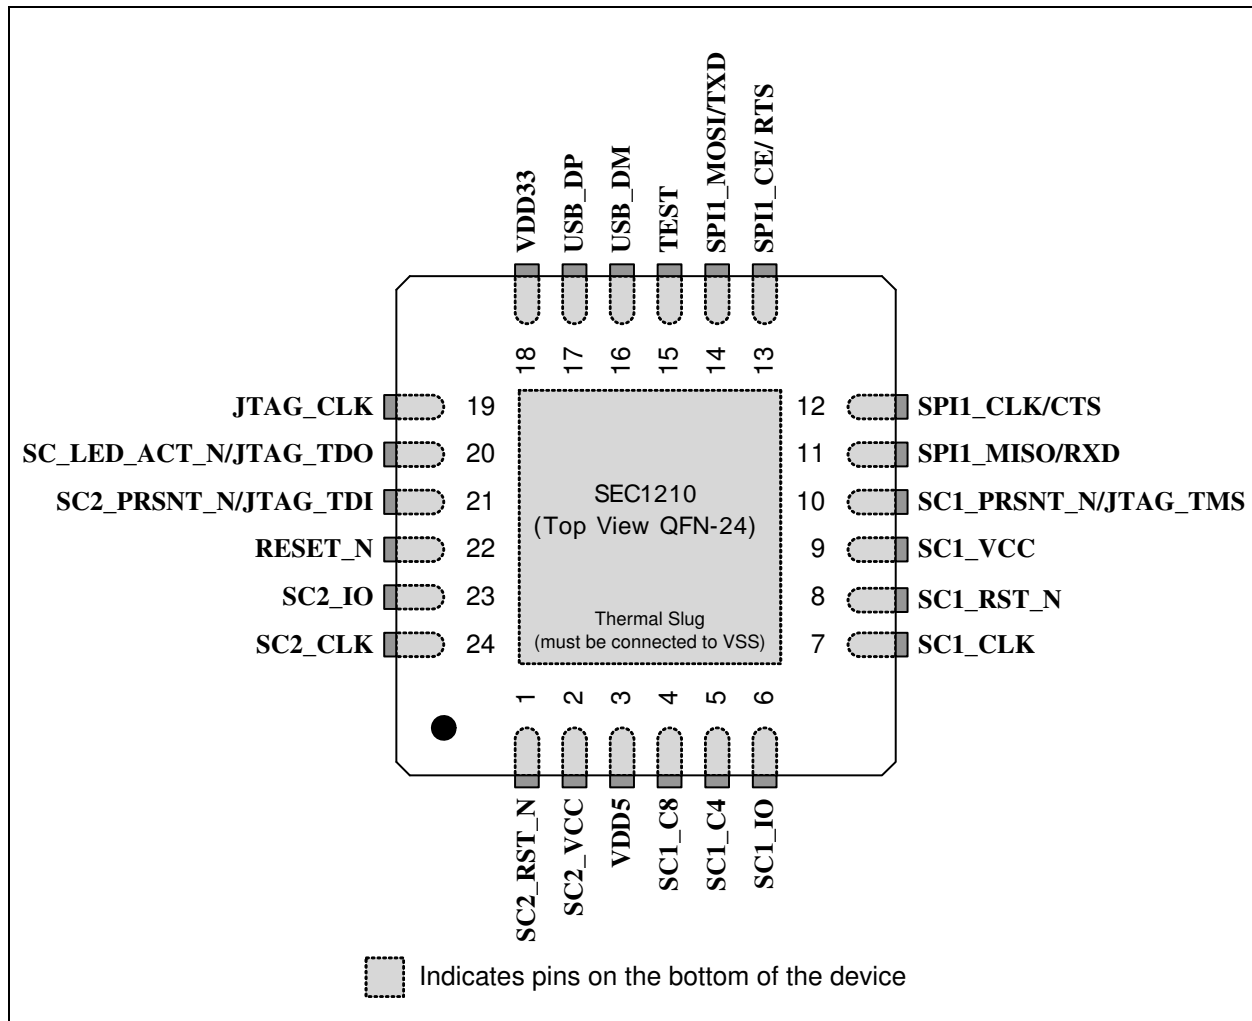 VDD33
USB_DP
USB_DM
TEST
SPI1_MOSI/TXD
SPI1_CE/ RTS
18
17
16
15
14
13
JTAG_CLK 19
SC_LED_ACT_N/JTAG_TDO 20
SC2_PRSNT_N/JTAG_TDI 21
RESET_N 22
SC2_IO 23
SC2_CLK 24
SEC1210
(Top View QFN-24)
Thermal Slug
(must be connected to VSS)
12 SPI1_CLK/CTS
11 SPI1_MISO/RXD
10 SC1_PRSNT_N/JTAG_TMS
9 SC1_VCC
8 SC1_RST_N
7 SC1_CLK
1
2
3
4
5
6
SC2_RST_N
SC2_VCC
VDD5
SC1_C8
SC1_C4
SC1_IO
Indicates pins on the bottom of the device